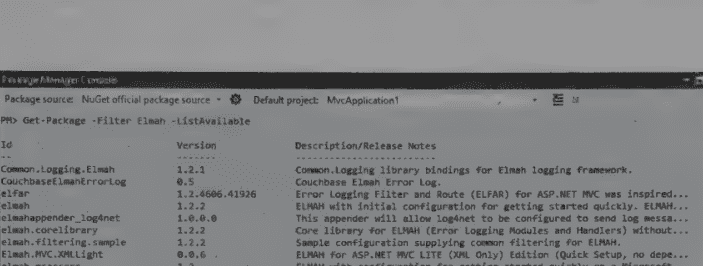 Package Manager Console
Package source: NuGet official package source Default project: MvcApplication1
PM> Get-Package -Filter Elmah -ListAvailable
Id Version Description/Release Notes
-- ------- -------------------------
Common.Logging.Elmah 1.2.1 Common.Logging library bindings for Elmah logging framework.
CouchbaseElmahErrorLog 0.5 Couchbase Elmah Error Log.
elfar 1.2.4606.41926 Error Logging Filter and Route (ELFAR) for ASP.NET MVC was inspired...
elmah 1.2.2 ELMAH with initial configuration for getting started quickly. ELMAH...
elmahappender_log4net 1.0.0.0 This appender will allow log4net to be configured to send log messa...
elmah.corelibrary 1.2.2 Core library for ELMAH (Error Logging Modules and Handlers) without...
elmah.filtering.sample 1.2.2 Sample configuration supplying common filtering for ELMAH.
Elmah.MVC.XMLLight 0.0.6 ELMAH for ASP.NET MVC LITE (XML Only) Edition (Quick Setup, no depe...